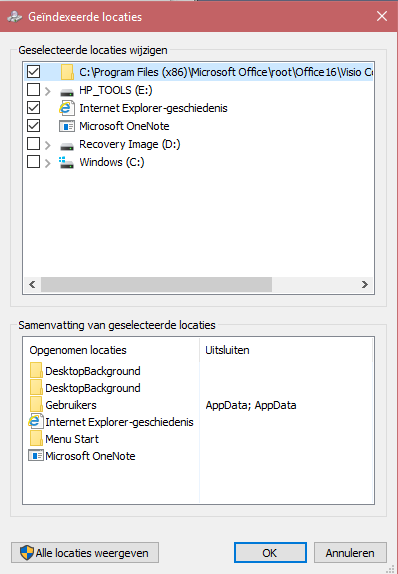 Geïndexeerde locaties
Geselecteerde locaties wijzigen
C:\Program Files (x86)\Microsoft Office\root\Office16\Visio Co
HP_TOOLS (E:)
Internet Explorer-geschiedenis
Microsoft OneNote
Recovery Image (D:)
Windows (C:)
Samenvatting van geselecteerde locaties
Opgenomen locaties Uitsluiten
DesktopBackground
DesktopBackground
Gebruikers AppData; AppData
Internet Explorer-geschiedenis
Menu Start
Microsoft OneNote
Alle locaties weergeven OK Annuleren